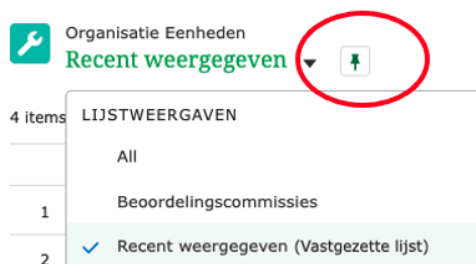 Organisatie Eenheden
Recent weergegeven
4 items
LIJSTWEERGAVEN
All
Beoordelingscommissies
1
Recent weergegeven (Vastgezette lijst)
2